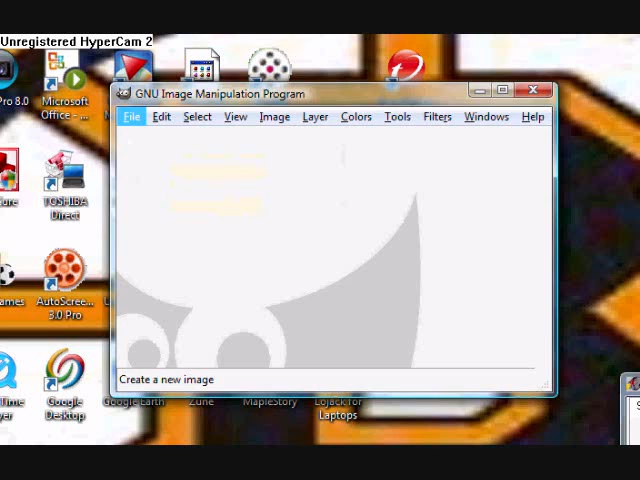 Unregistered HyperCam 2
GNU Image Manipulation Program
File Edit Select View Image Layer Colors Tools Filters Windows Help
Pro 8.0
Microsoft
Office - ...
TOSHIBA
Direct
AutoScree...
3.0 Pro
Create a new image
Google
Desktop
Google Earth
Zune
MapleStory
LoJack for
Laptops